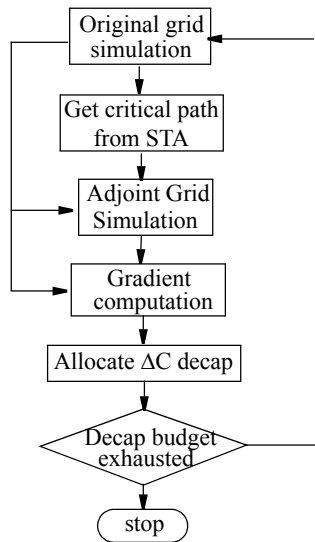 Original grid
simulation
Get critical path
from STA
Adjoint Grid
Simulation
Gradient
computation
Allocate ΔC decap
Decap budget
exhausted
stop